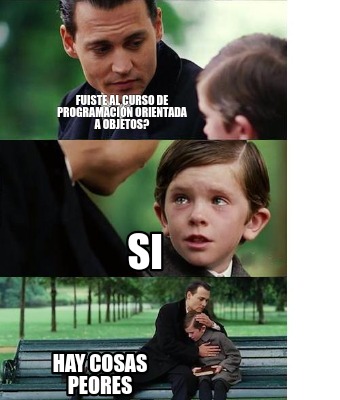 FUISTE AL CURSO DE
PROGRAMACIÓN ORIENTADA
A OBJETOS?
SI
HAY COSAS
PEORES